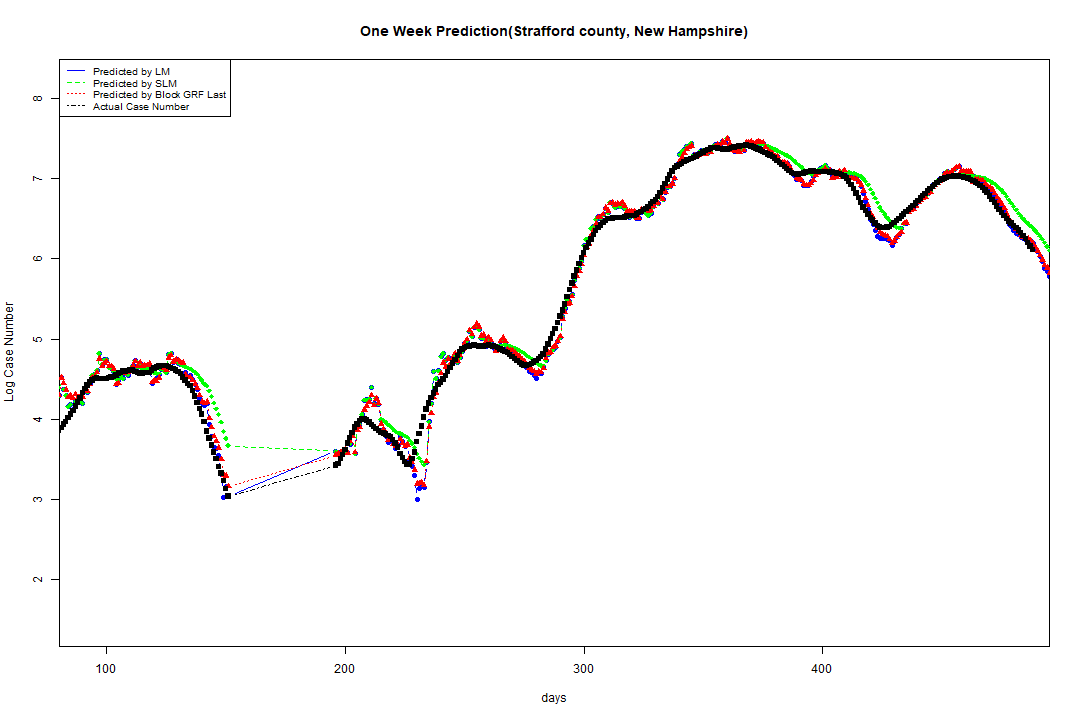 One Week Prediction(Strafford county, New Hampshire)
Predicted by LM
Predicted by SLM
Predicted by Block GRF Last
Actual Case Number
Log Case Number
8
7
6
5
4
3
2
100 200 300 400
days